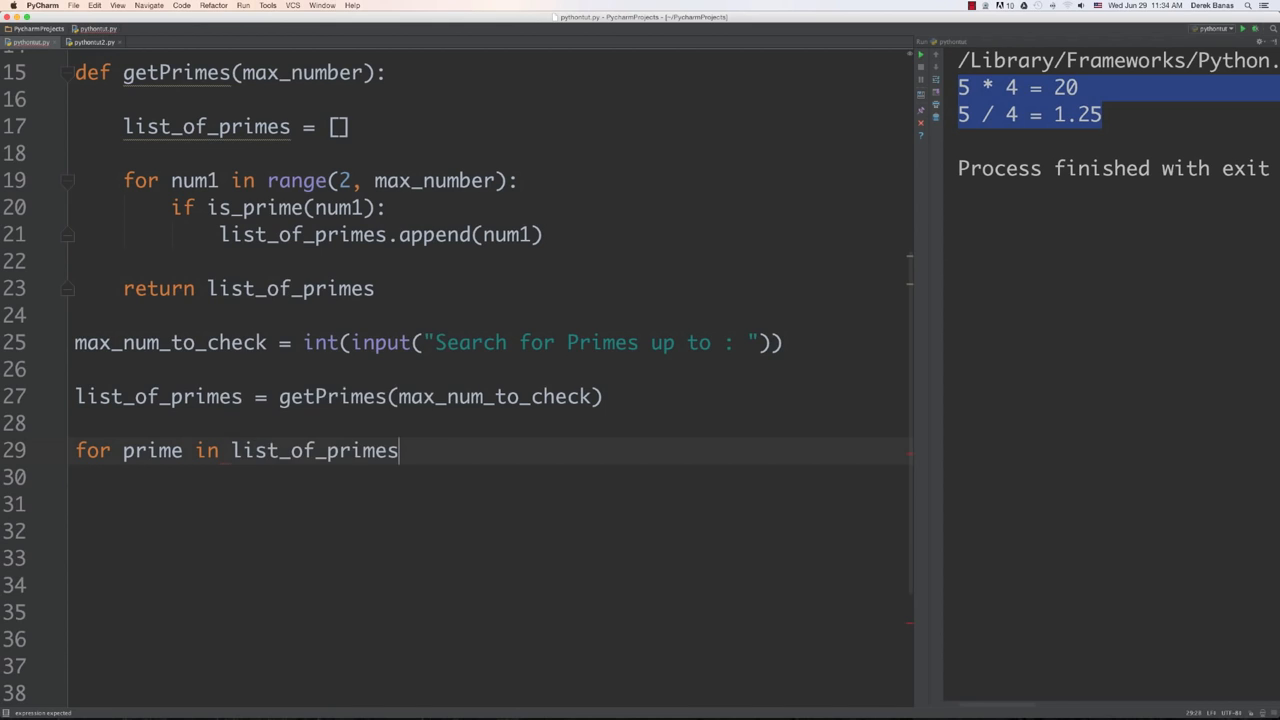 PyCharm File Edit View Navigate Code Refactor Run Tools VCS Window Help
10 Wed Jun 29 11:34 AM Derek Banas
pythontut.py - PycharmProjects - [~/PycharmProjects]
PycharmProjects pythontut.py
pythontut
pythontut.py pythontut2.py
Run pythontut
15 def getPrimes(max_number):
16
17 list_of_primes = []
18
19 for num1 in range(2, max_number):
20 if is_prime(num1):
21 list_of_primes.append(num1)
22
23 return list_of_primes
24
25 max_num_to_check = int(input("Search for Primes up to : "))
26
27 list_of_primes = getPrimes(max_num_to_check)
28
29 for prime in list_of_primes
30
31
32
33
34
35
36
37
38
/Library/Frameworks/Python.
5 * 4 = 20
5 / 4 = 1.25
Process finished with exit
expression expected
29:28 LF÷ UTF-8÷